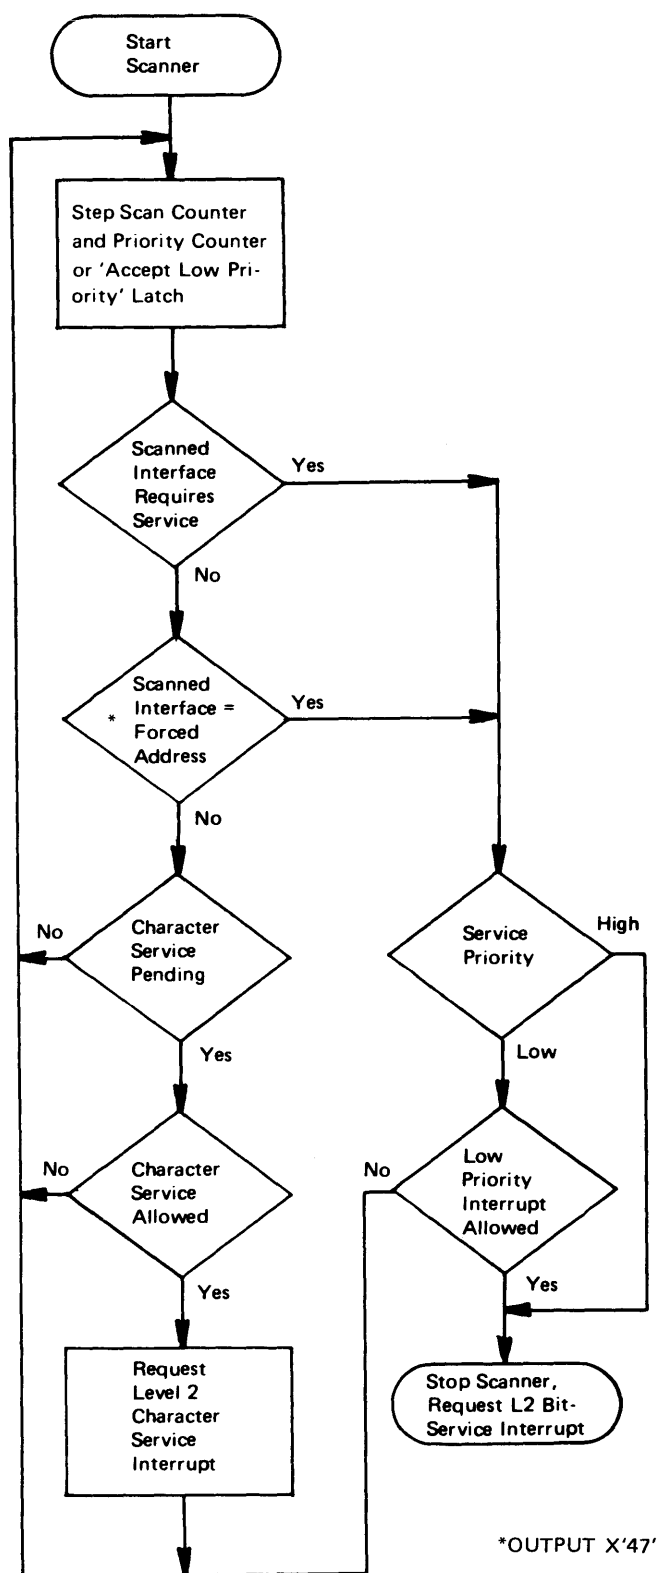 Start
Scanner
Step Scan Counter
and Priority Counter
or 'Accept Low Pri-
ority' Latch
Scanned
Interface
Requires
Service
Yes
No
Scanned
Interface =
* Forced
Address
Yes
No
Character
Service
Pending
No
Yes
Service
Priority
High
Low
Character
Service
Allowed
No
Yes
Low
Priority
Interrupt
Allowed
No
Yes
Request
Level 2
Character
Service
Interrupt
Stop Scanner,
Request L2 Bit-
Service Interrupt
*OUTPUT X'47'